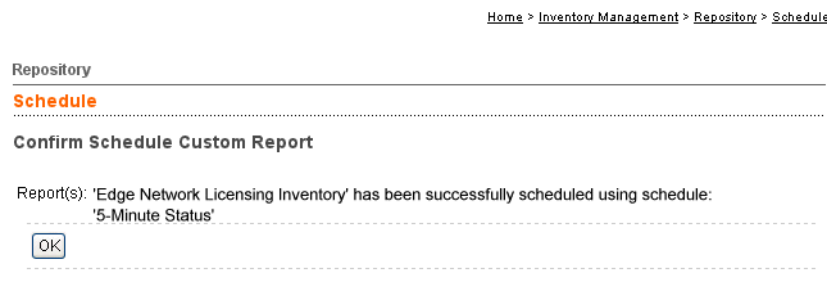 Home > Inventory Management > Repository > Schedule
Repository
Schedule
Confirm Schedule Custom Report
Report(s): 'Edge Network Licensing Inventory' has been successfully scheduled using schedule:
'5-Minute Status'
OK